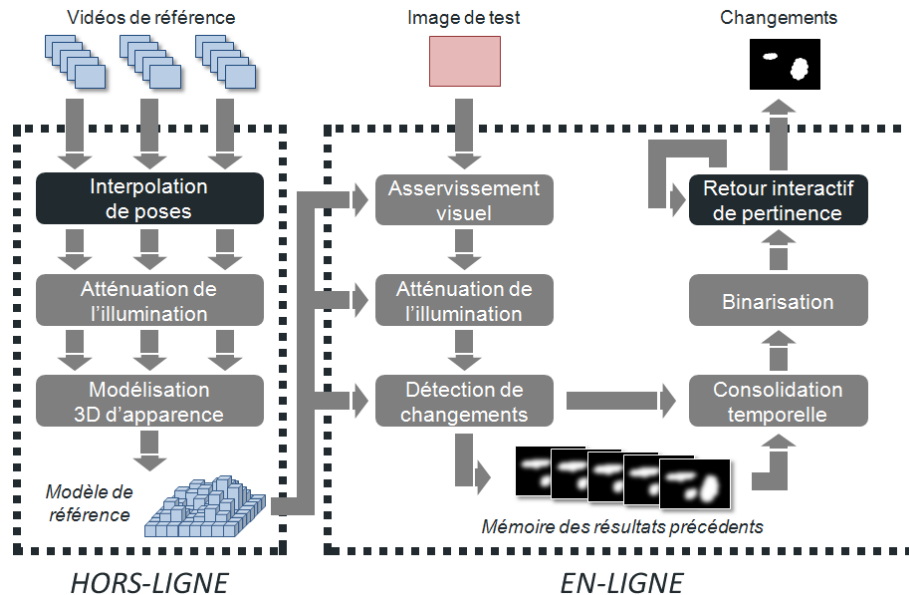 Vidéos de référence
Image de test
Changements
Interpolation
de poses
Atténuation de
l'illumination
Modélisation
3D d'apparence
Modèle de
référence
HORS-LIGNE
Asservissement
visuel
Atténuation de
l'illumination
Détection de
changements
Retour interactif
de pertinence
Binarisation
Consolidation
temporelle
Mémoire des résultats précédents
EN-LIGNE